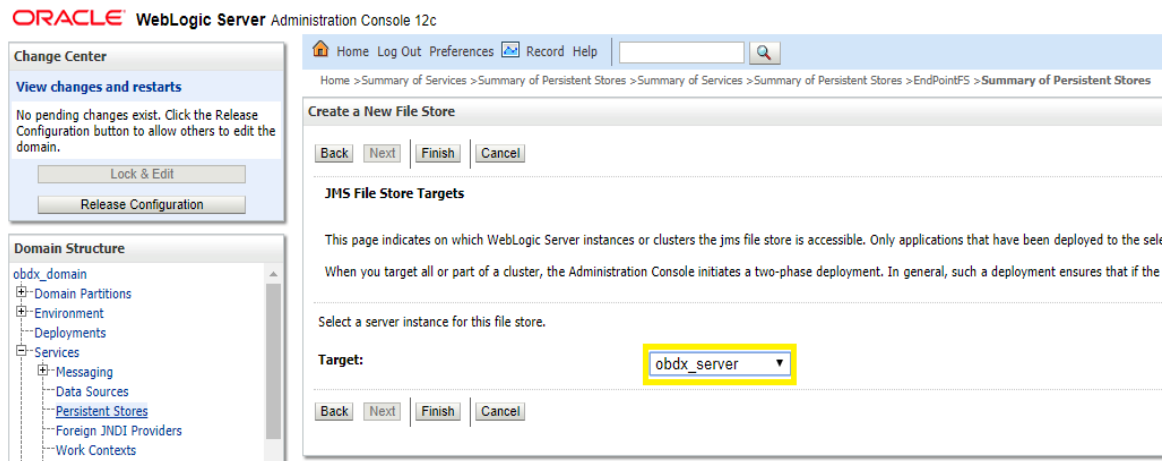 ORACLE WebLogic Server Administration Console 12c
Change Center
View changes and restarts
No pending changes exist. Click the Release
Configuration button to allow others to edit the
domain.
Lock & Edit
Release Configuration
Domain Structure
obdx_domain
Domain Partitions
Environment
Deployments
Services
Messaging
Data Sources
Persistent Stores
Foreign JNDI Providers
Work Contexts
Home Log Out Preferences Record Help
Home >Summary of Services >Summary of Persistent Stores >Summary of Services >Summary of Persistent Stores >EndPointFS >Summary of Persistent Stores
Create a New File Store
Back Next Finish Cancel
JMS File Store Targets
This page indicates on which WebLogic Server instances or clusters the jms file store is accessible. Only applications that have been deployed to the sele
When you target all or part of a cluster, the Administration Console initiates a two-phase deployment. In general, such a deployment ensures that if the
Select a server instance for this file store.
Target: obdx_server
Back Next Finish Cancel